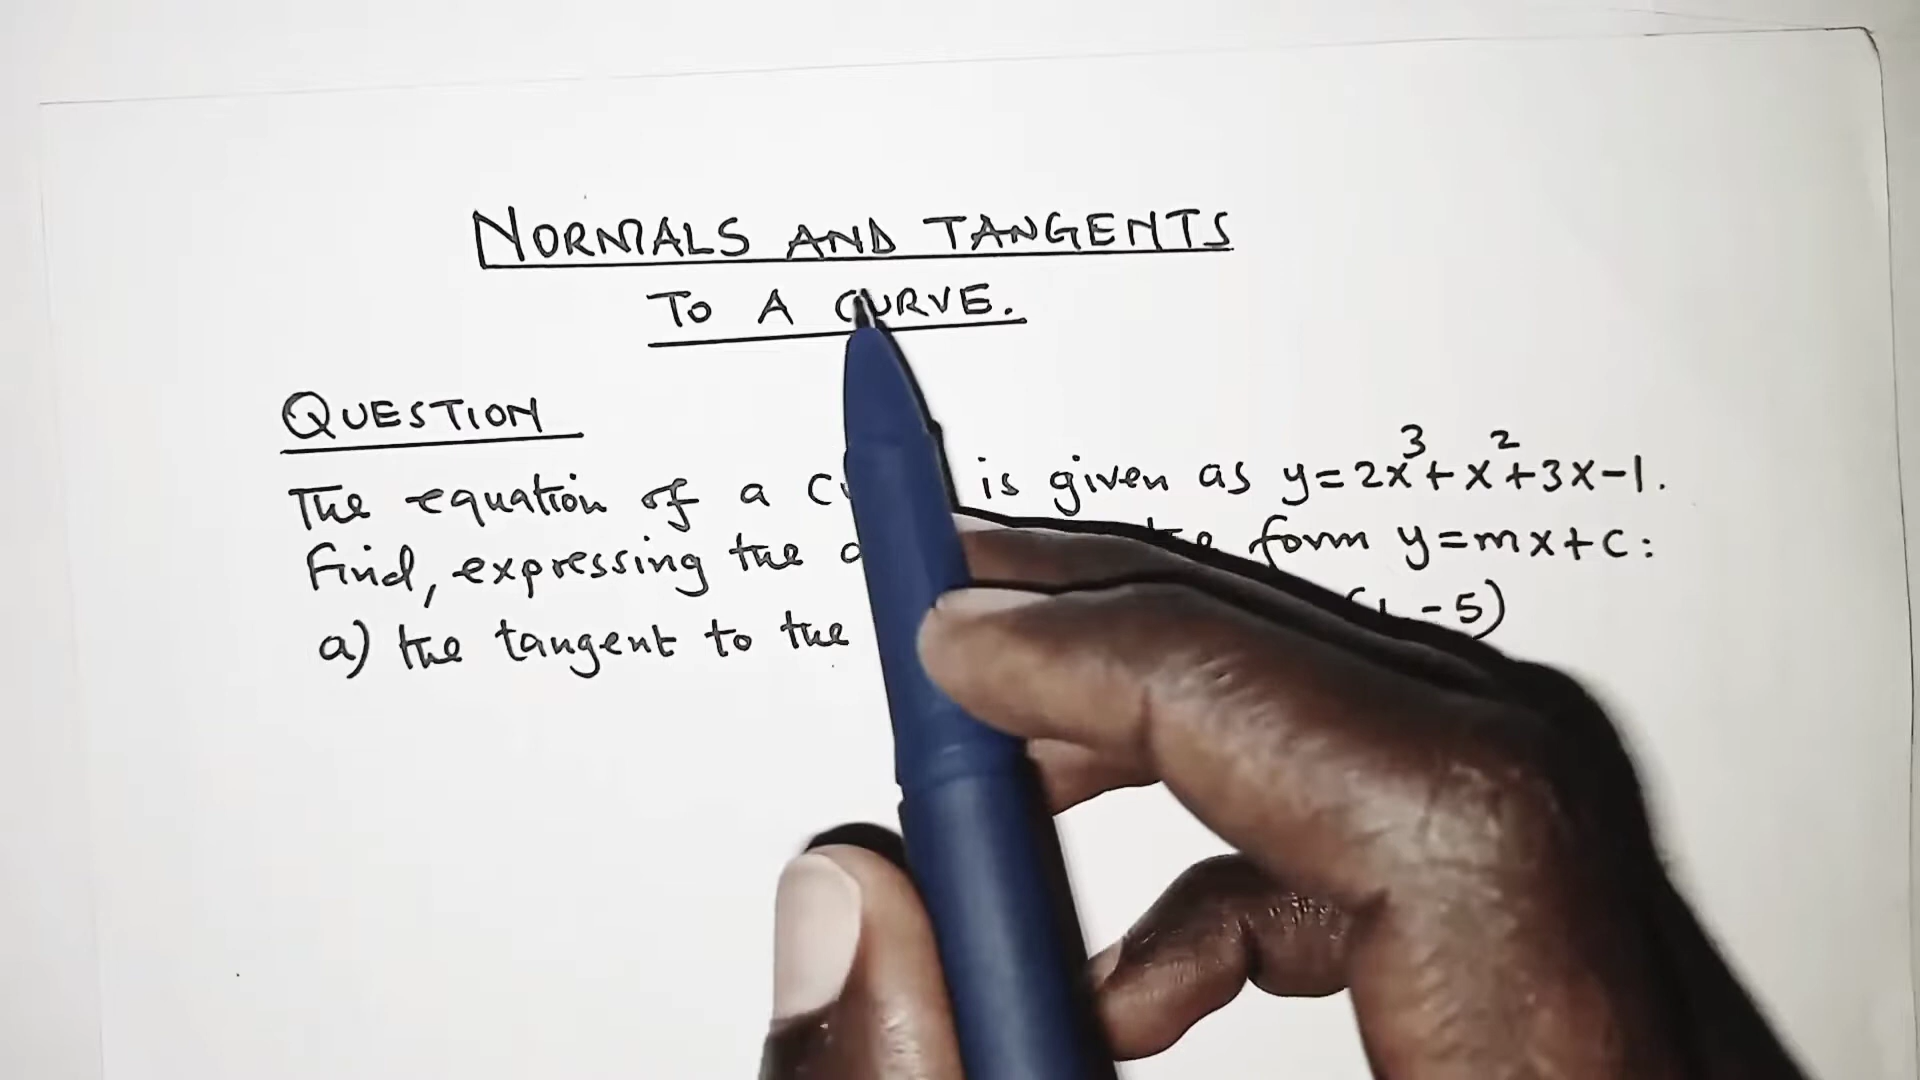 NORMALS AND TANGENTS
TO A CURVE.
QUESTION
The equation of a is given as y=2x³+x²+3x-1.
Find, expressing the form y=mx+c:
a) the tangent to the -5)